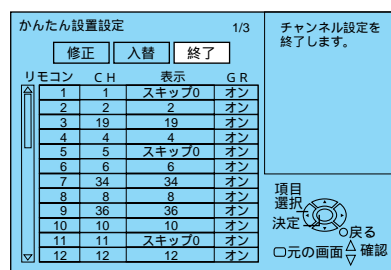 かんたん設置設定 1/3
修正 入替 終了
リモコン CH 表示 GR
1 1 スキップ0 オン
2 2 2 オン
3 19 19 オン
4 4 4 オン
5 5 スキップ0 オン
6 6 6 オン
7 34 34 オン
8 8 8 オン
9 36 36 オン
10 10 10 オン
11 11 スキップ0 オン
12 12 12 オン
チャンネル設定を
終了します。
項目
選択
決定
戻る
元の画面 確認